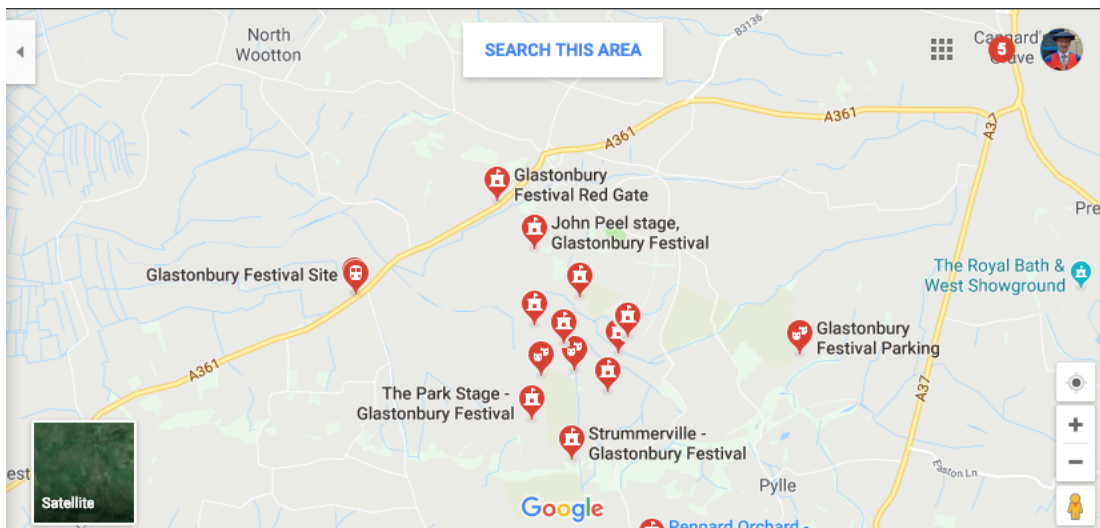 North
Wootton
SEARCH THIS AREA
B3136
Cannard's
Grave
5
A361
A361
A37
Glastonbury
Festival Red Gate
John Peel stage,
Glastonbury Festival
Pre
Glastonbury Festival Site
The Royal Bath &
West Showground
Glastonbury
Festival Parking
A361
A37
The Park Stage -
Glastonbury Festival
Strummerville -
Glastonbury Festival
est
Easton Ln
Satellite
Pylle
Google
Pennard Orchard -